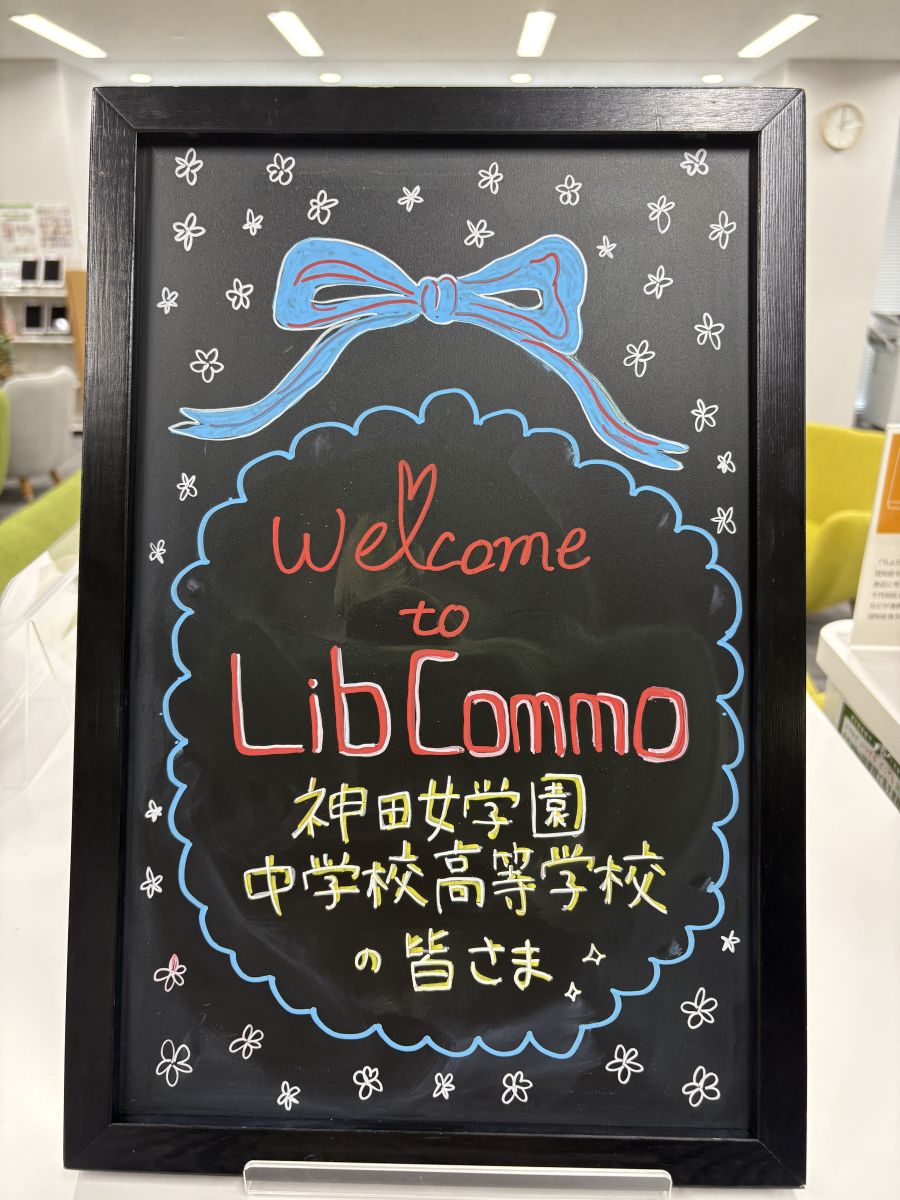 Welcome
to
LibCommo
神田女学園
中学校高等学校
の皆さま